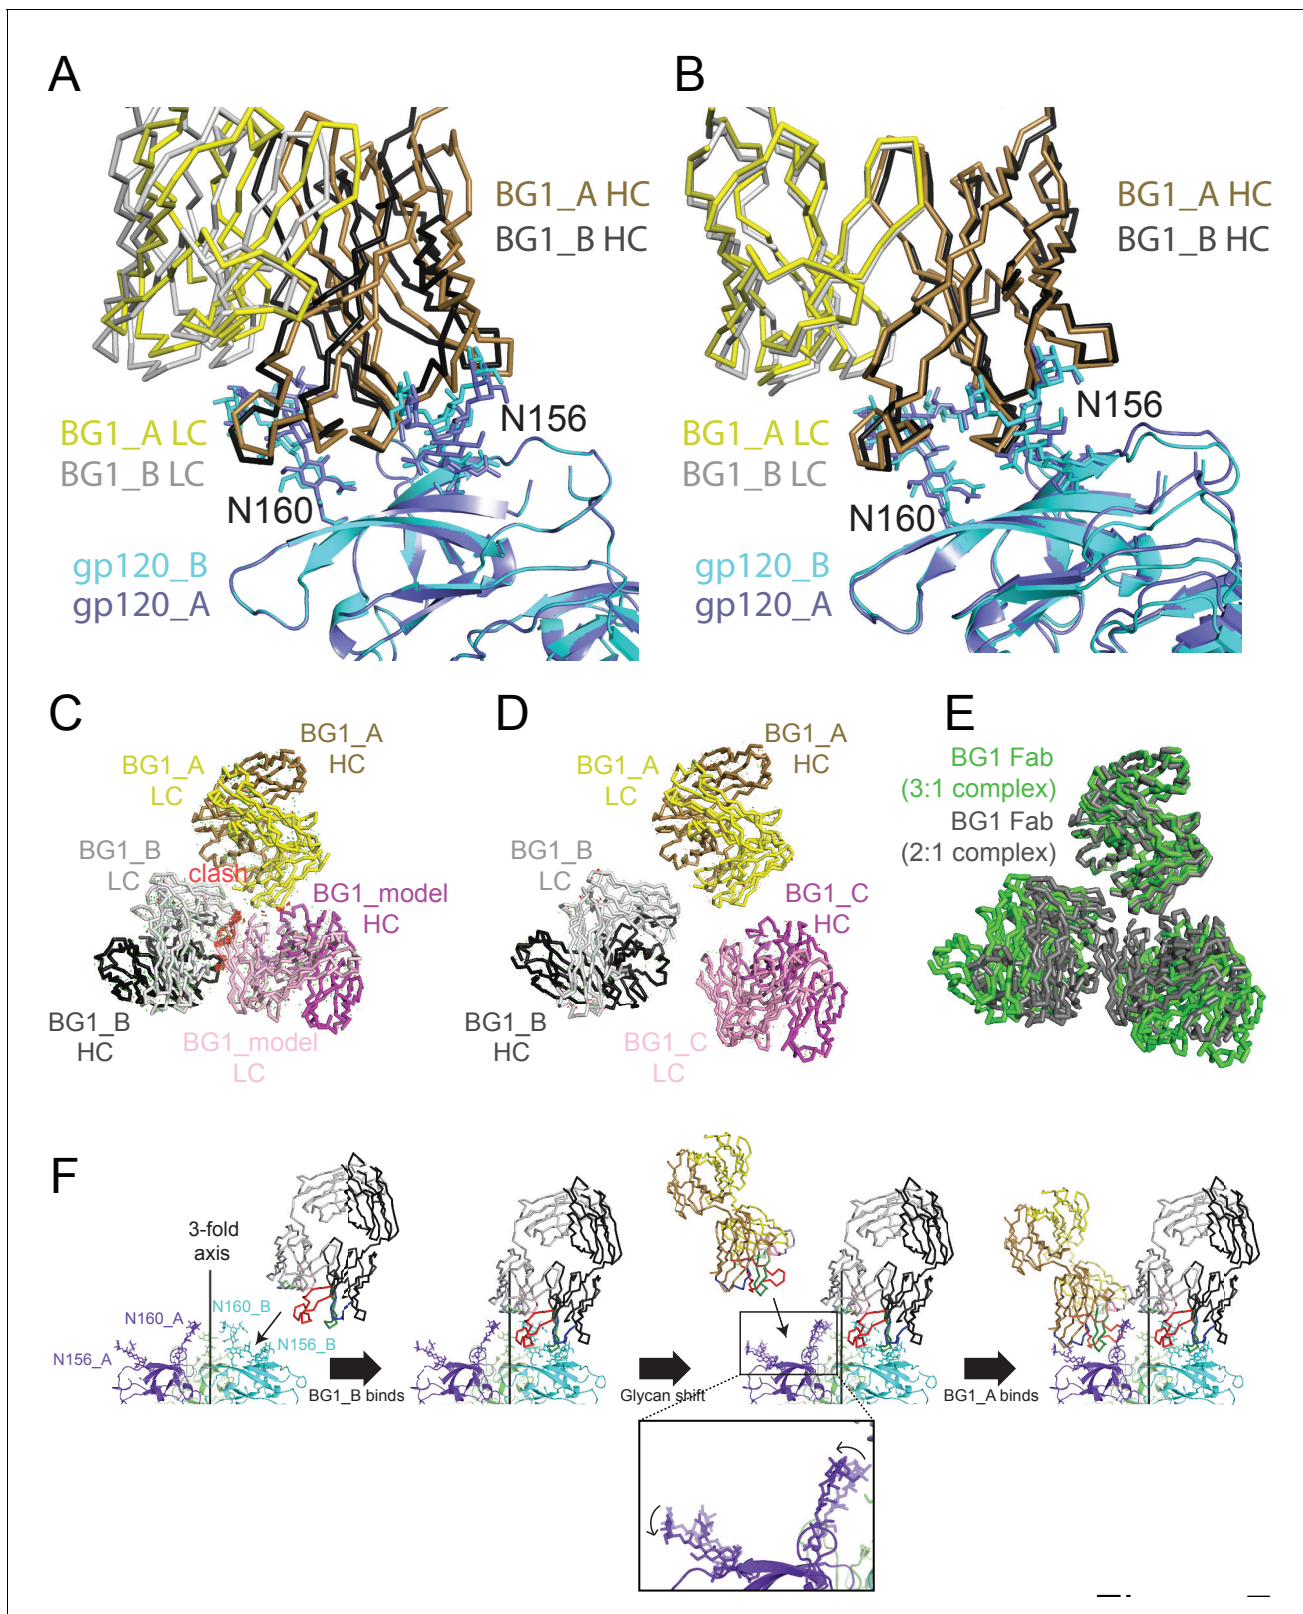 A
B
BG1_A HC
BG1_B HC
BG1_A HC
BG1_B HC
N156
N156
BG1_A LC
BG1_B LC
BG1_A LC
BG1_B LC
N160
N160
gp120_B
gp120_A
gp120_B
gp120_A
C
D
E
BG1_A
HC
BG1_A
LC
BG1_B
LC
clash
BG1_model
HC
BG1_B
HC
BG1_model
LC
BG1_A
HC
BG1_A
LC
BG1_B
LC
BG1_C
HC
BG1_B
HC
BG1_C
LC
BG1 Fab
(3:1 complex)
BG1 Fab
(2:1 complex)
F
3-fold
axis
N160_A
N160_B
N156_A
N156_B
BG1_B binds
Glycan shift
BG1_A binds